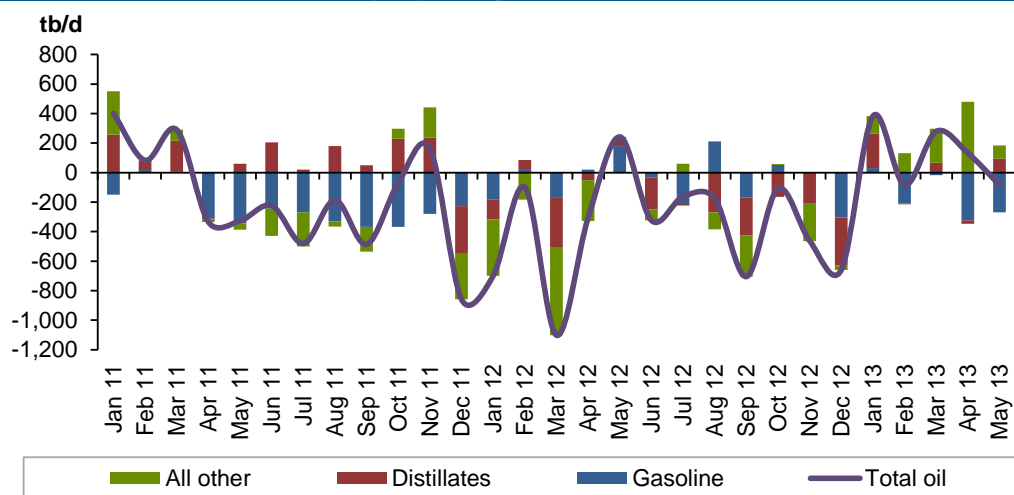 tb/d
800
600
400
200
0
-200
-400
-600
-800
-1,000
-1,200
Jan 11
Feb 11
Mar 11
Apr 11
May 11
Jun 11
Jul 11
Aug 11
Sep 11
Oct 11
Nov 11
Dec 11
Jan 12
Feb 12
Mar 12
Apr 12
May 12
Jun 12
Jul 12
Aug 12
Sep 12
Oct 12
Nov 12
Dec 12
Jan 13
Feb 13
Mar 13
Apr 13
May 13
All other Distillates Gasoline Total oil